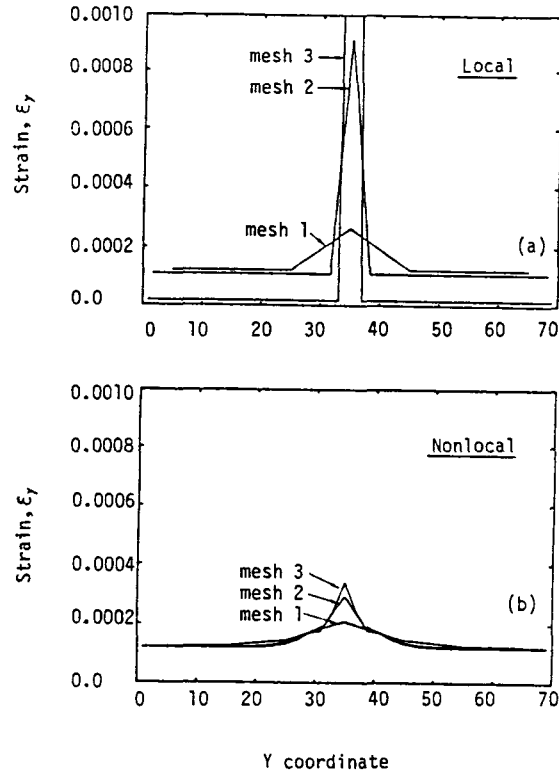 0.0010
mesh 3
Local
0.0008
mesh 2
0.0006
Strain, εy
0.0004
mesh 1
0.0002
(a)
0.0
0 10 20 30 40 50 60 70
0.0010
Nonlocal
0.0008
0.0006
Strain, εy
0.0004
mesh 3
mesh 2
mesh 1
(b)
0.0002
0.0
0 10 20 30 40 50 60 70
Y coordinate